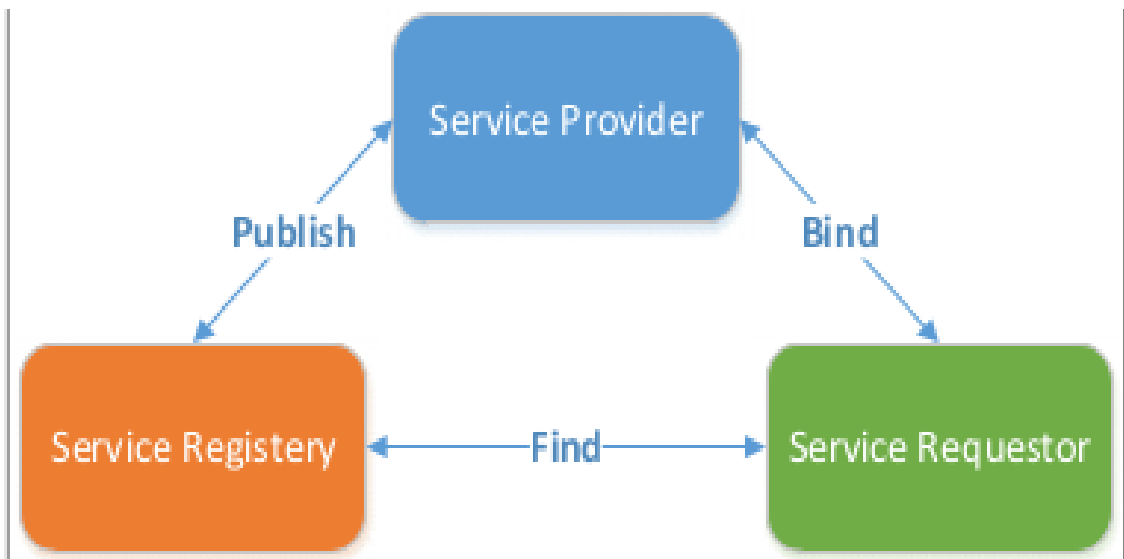 Service Provider
Publish
Bind
Service Registery
Find
Service Requestor